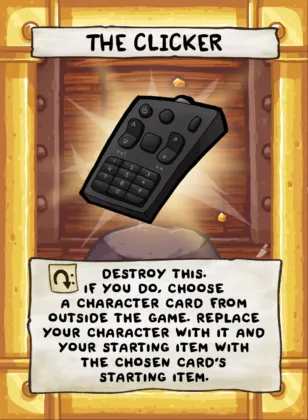 THE CLICKER
DESTROY THIS.
IF YOU DO, CHOOSE
A CHARACTER CARD FROM
OUTSIDE THE GAME. REPLACE
YOUR CHARACTER WITH IT AND
YOUR STARTING ITEM WITH
THE CHOSEN CARD'S
STARTING ITEM.